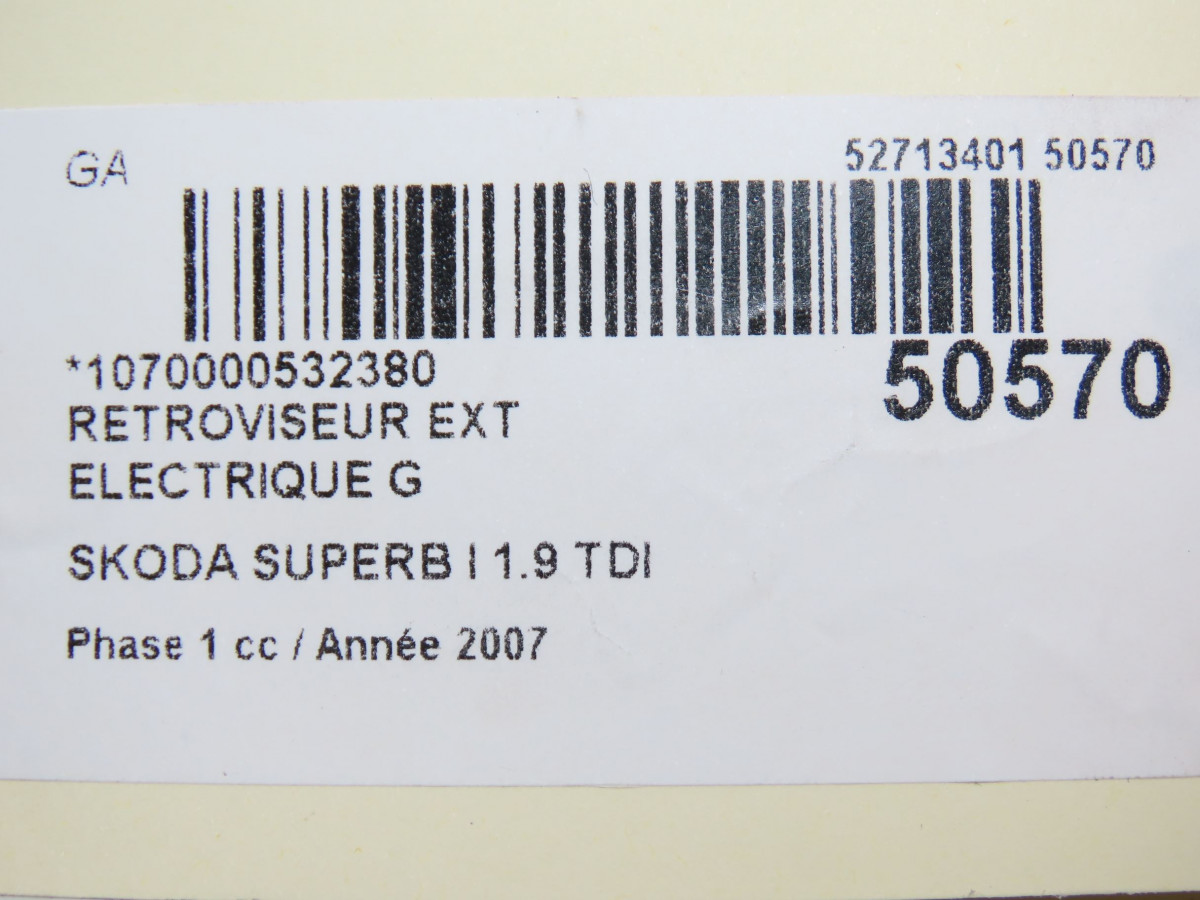 GA
52713401 50570
*1070000532380
50570
RETROVISEUR EXT
ELECTRIQUE G
SKODA SUPERB I 1.9 TDI
Phase 1 cc / Année 2007